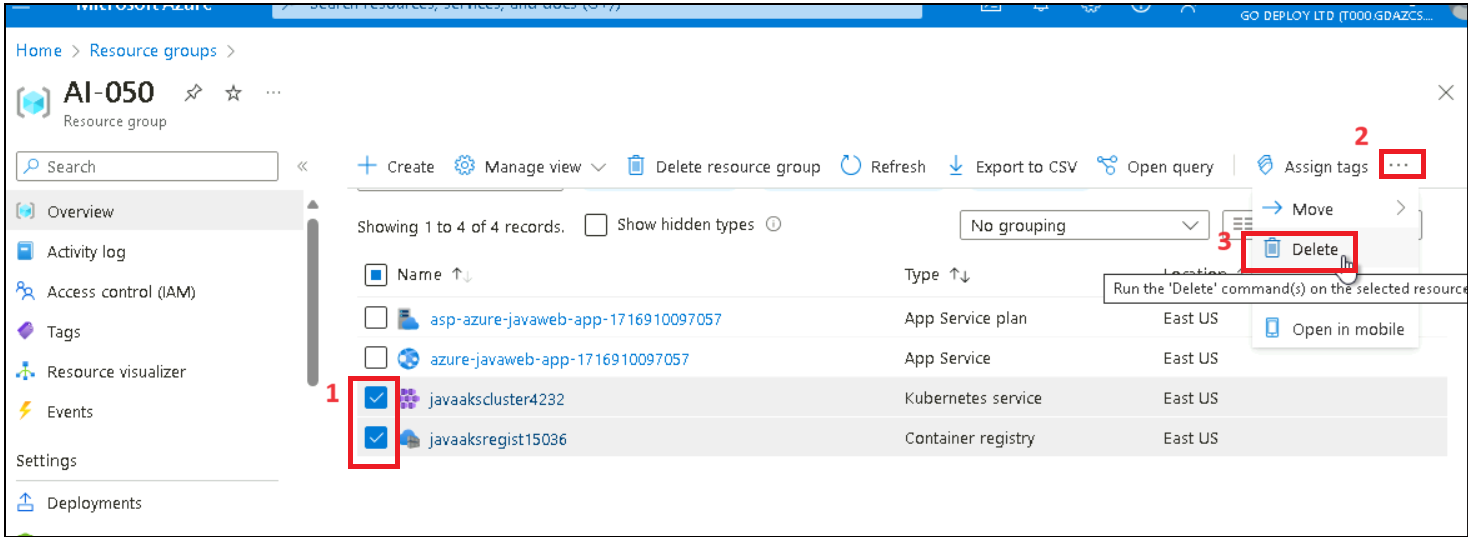 Microsoft Azure
Search resources, services, and docs (G+/)
GO DEPLOY LTD (T000.GDAZCS....
Home > Resource groups >
AI-050
...
Resource group
2
Search
«
Create
Manage view
Delete resource group
Refresh
Export to CSV
Open query
Assign tags
...
Overview
Activity log
Access control (IAM)
Tags
Resource visualizer
Events
Settings
Deployments
Showing 1 to 4 of 4 records.
Show hidden types
No grouping
Move
3
Delete
Run the 'Delete' command(s) on the selected resource
Open in mobile
Name ↑↓
Type ↑↓
Location
asp-azure-javaweb-app-1716910097057
App Service plan
East US
azure-javaweb-app-1716910097057
App Service
East US
1
javaakscluster4232
Kubernetes service
East US
javaaksregist15036
Container registry
East US